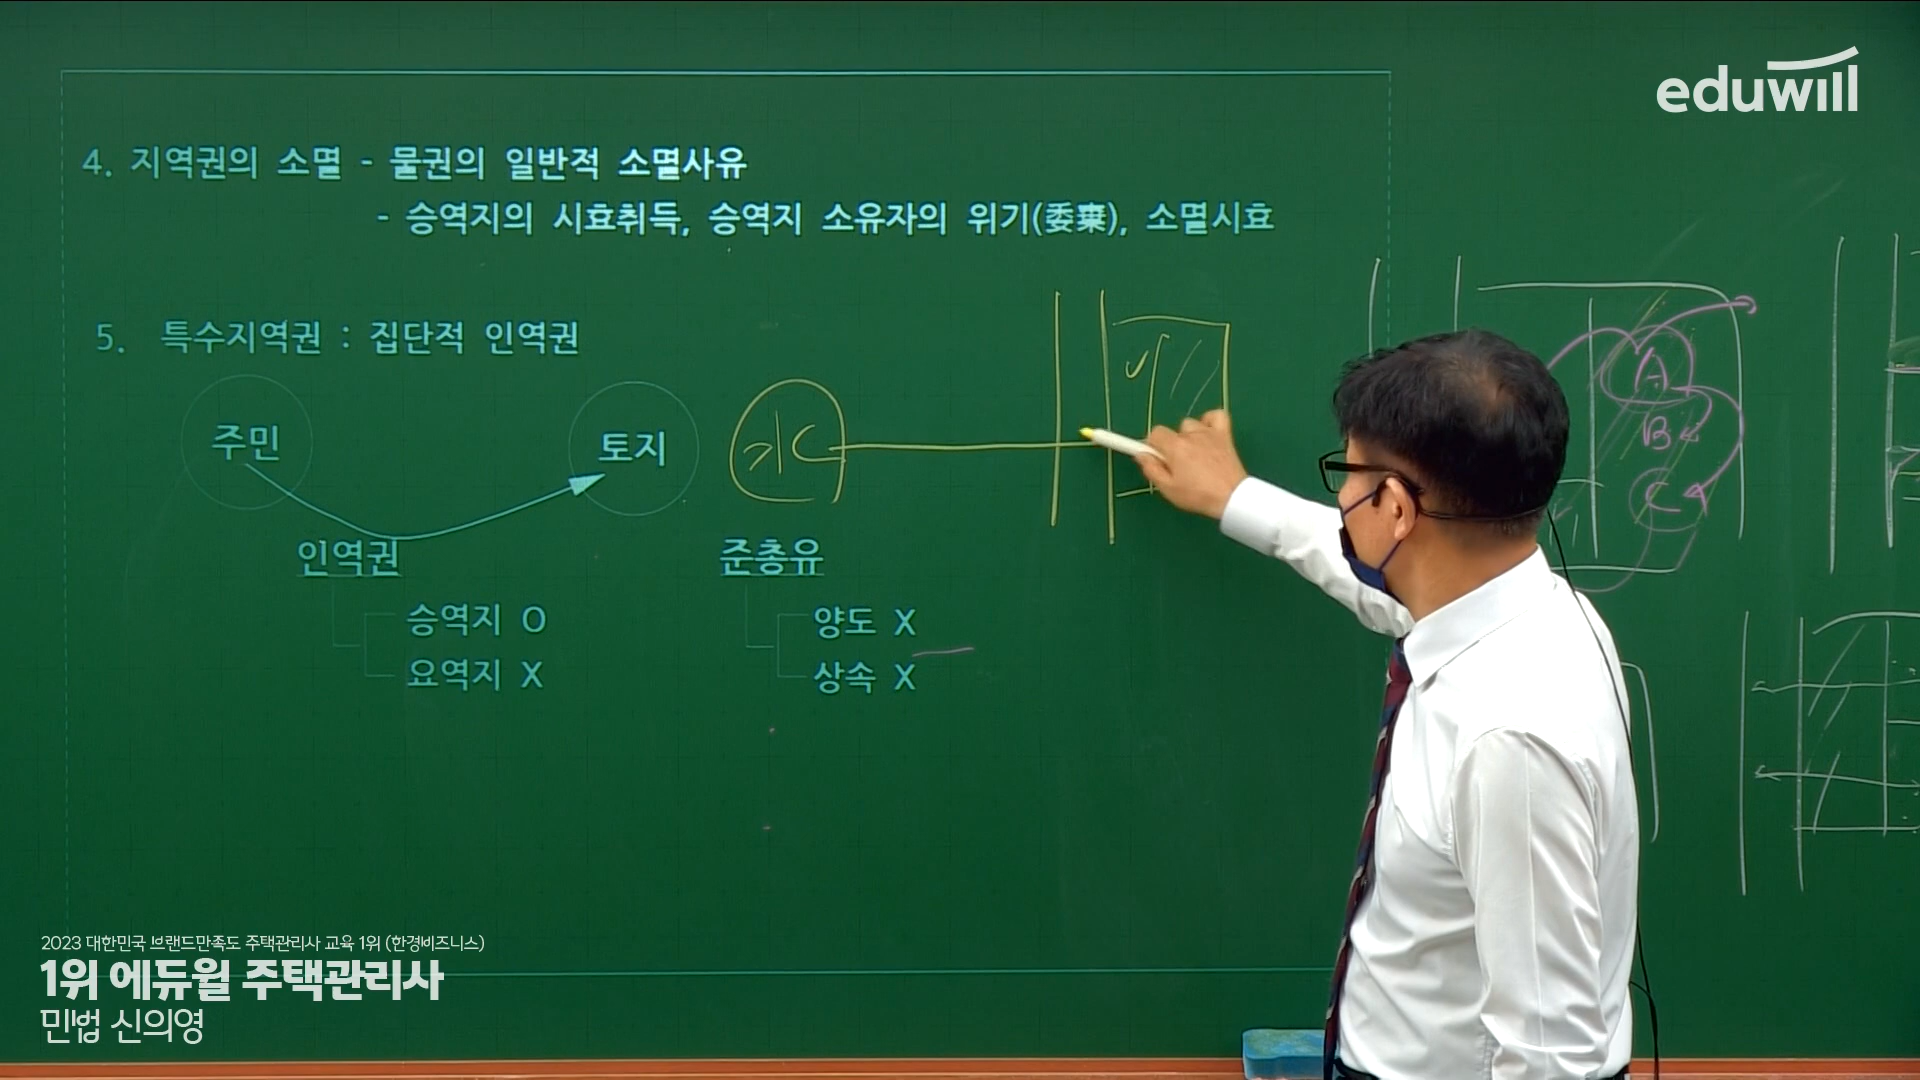 eduwill
4. 지역권의 소멸 - 물권의 일반적 소멸사유
- 승역지의 시효취득, 승역지 소유자의 위기(委棄), 소멸시효
5. 특수지역권 : 집단적 인역권
주민
토지
水
A
B
C
인역권
준총유
승역지 O
양도 X
요역지 X
상속 X
2023 대한민국 브랜드만족도 주택관리사 교육 1위 (한경비즈니스)
1위 에듀윌 주택관리사
민법 신의영